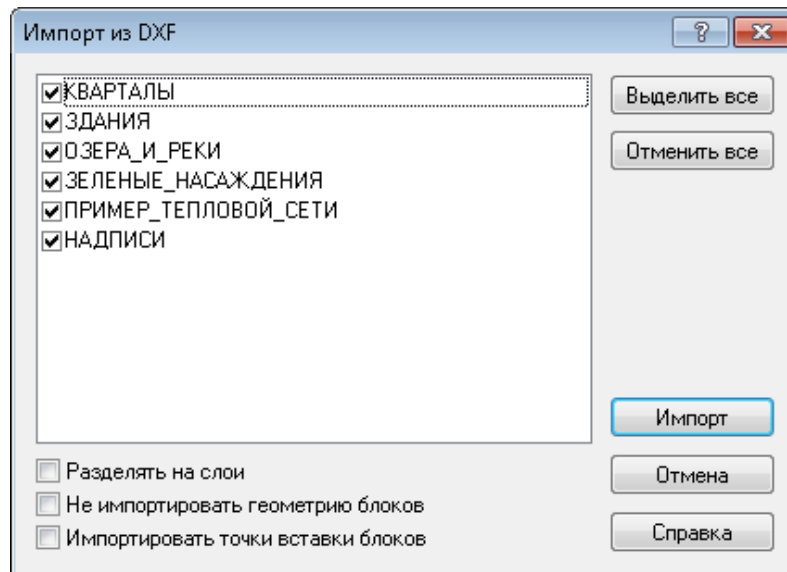 Импорт из DXF
КВАРТАЛЫ
ЗДАНИЯ
ОЗЕРА_И_РЕКИ
ЗЕЛЕНЫЕ_НАСАЖДЕНИЯ
ПРИМЕР_ТЕПЛОВОЙ_СЕТИ
НАДПИСИ
Выделить все
Отменить все
Импорт
Отмена
Справка
Разделять на слои
Не импортировать геометрию блоков
Импортировать точки вставки блоков